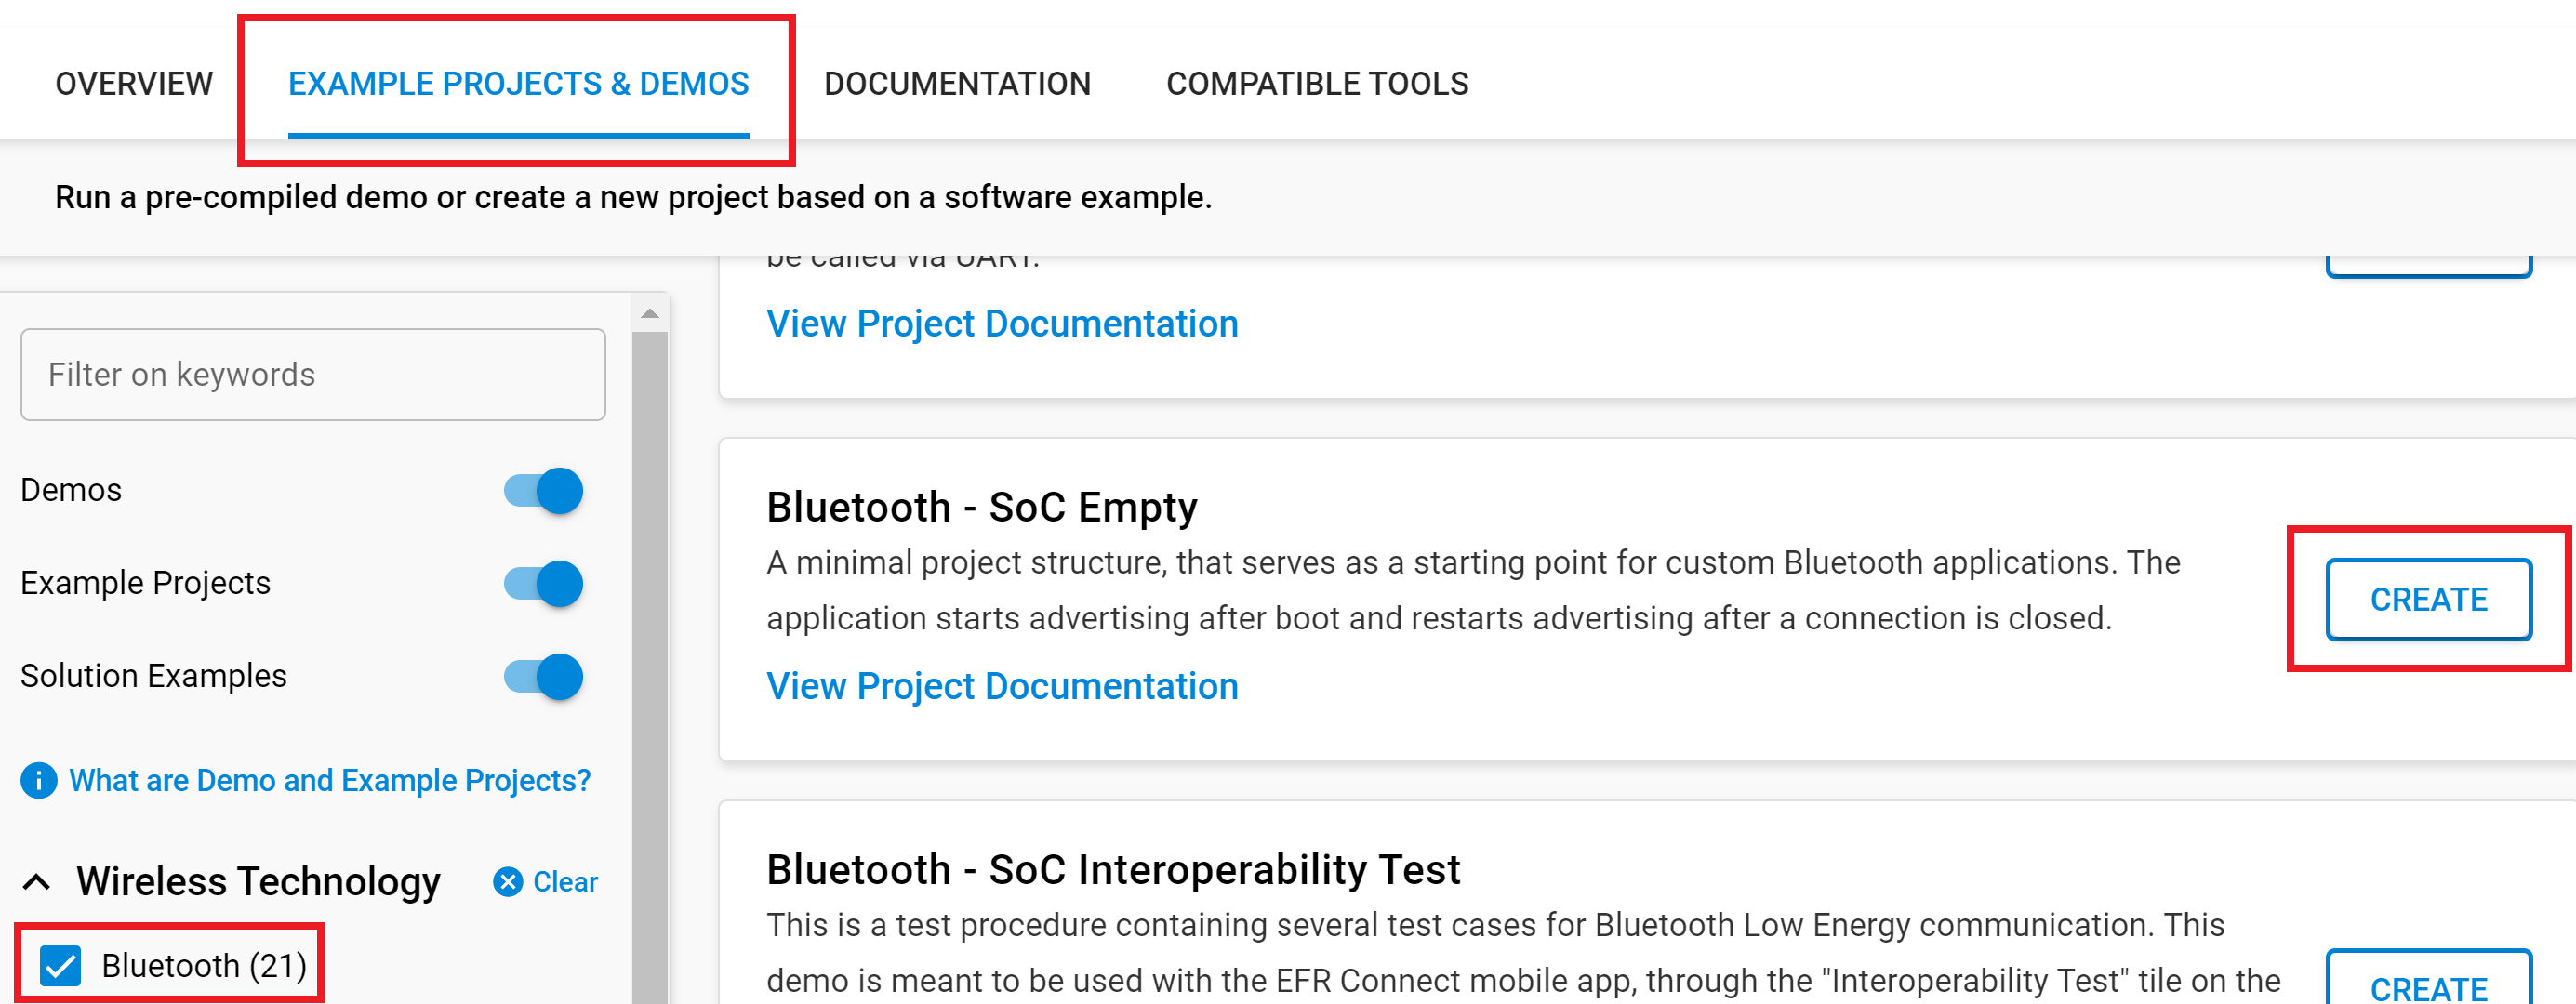 OVERVIEW EXAMPLE PROJECTS & DEMOS DOCUMENTATION COMPATIBLE TOOLS
Run a pre-compiled demo or create a new project based on a software example.
be called via UART.
View Project Documentation
Filter on keywords
Demos
Example Projects
Solution Examples
What are Demo and Example Projects?
Wireless Technology Clear
Bluetooth (21)
Bluetooth - SoC Empty
A minimal project structure, that serves as a starting point for custom Bluetooth applications. The
application starts advertising after boot and restarts advertising after a connection is closed.
View Project Documentation
CREATE
Bluetooth - SoC Interoperability Test
This is a test procedure containing several test cases for Bluetooth Low Energy communication. This
demo is meant to be used with the EFR Connect mobile app, through the "Interoperability Test" tile on the
CREATE